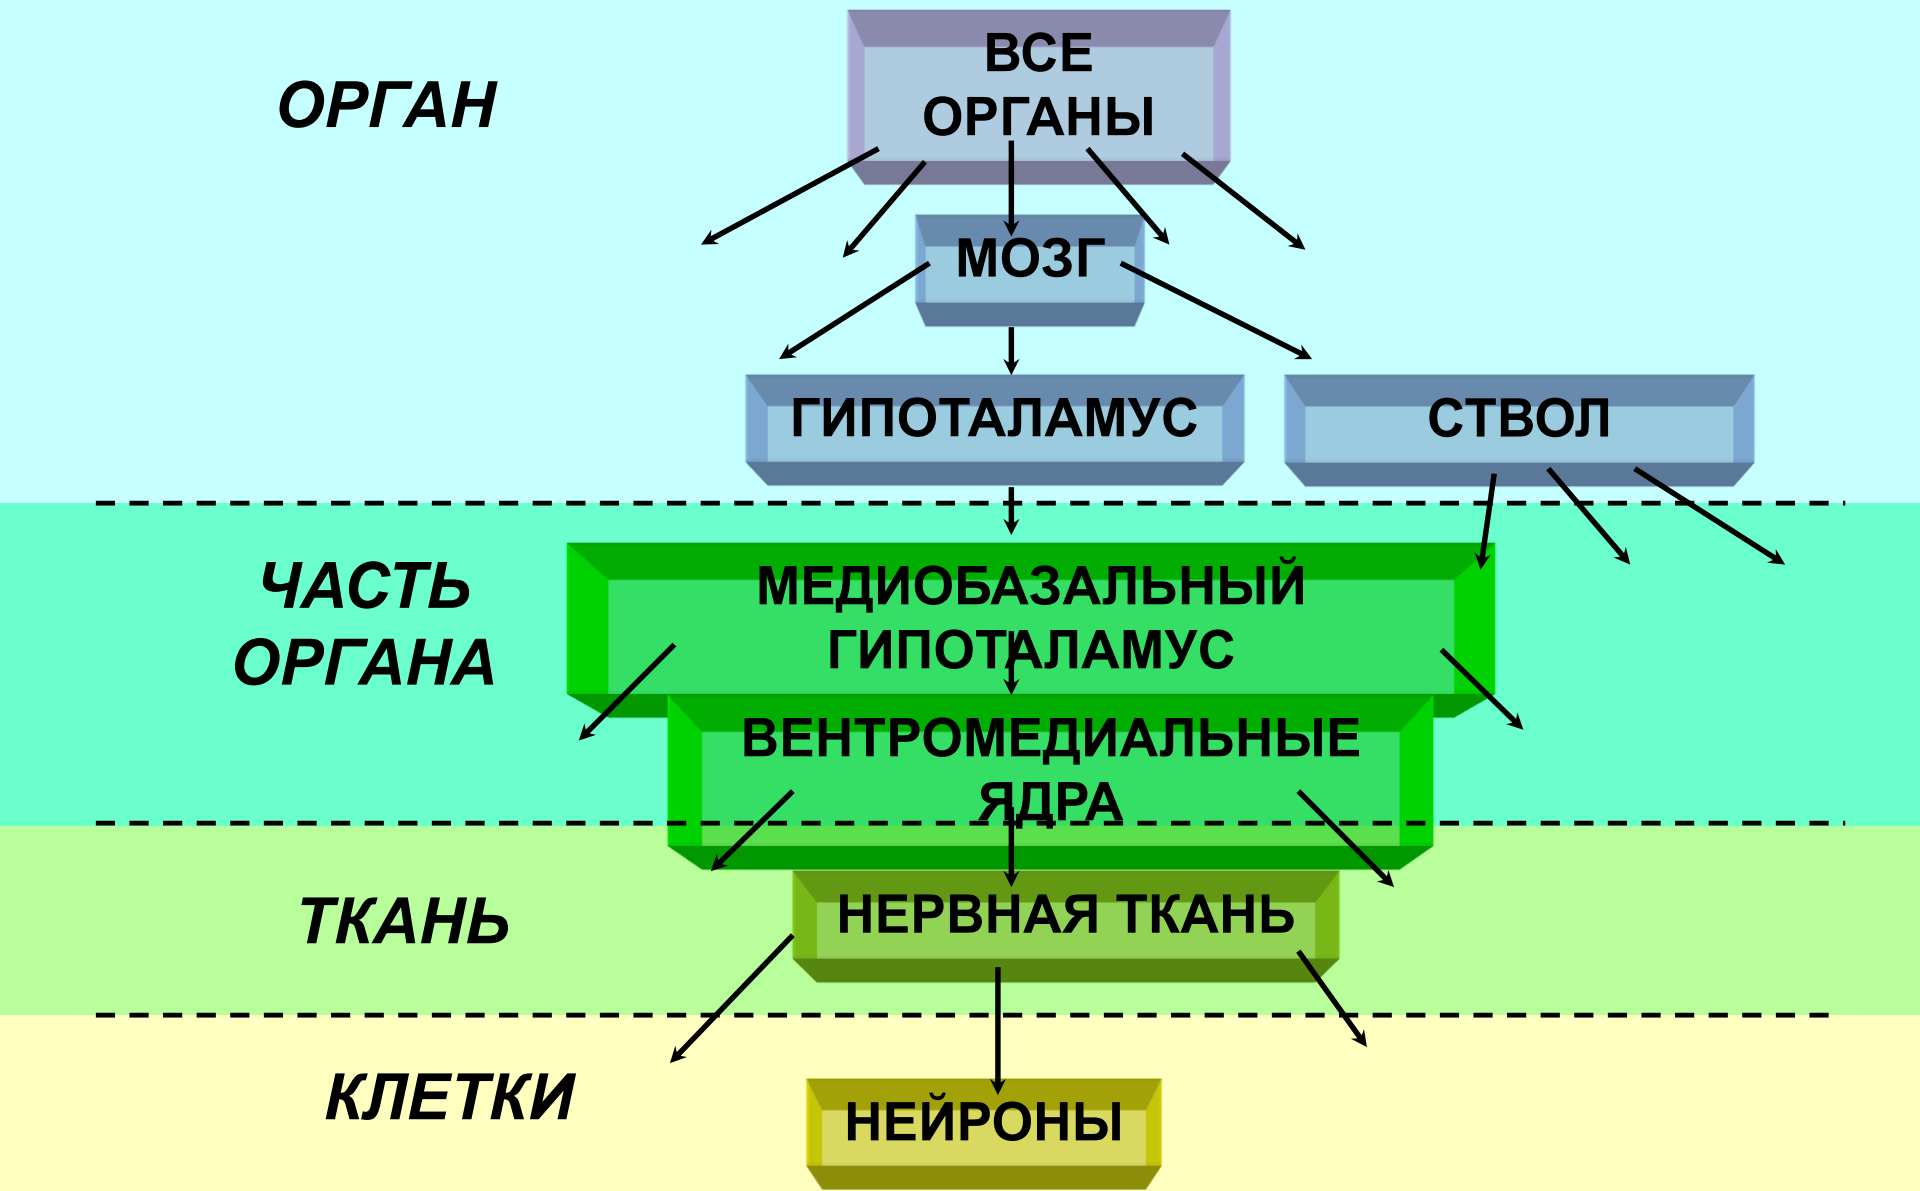 ОРГАН
ВСЕ
ОРГАНЫ
МОЗГ
ГИПОТАЛАМУС
СТВОЛ
ЧАСТЬ
ОРГАНА
МЕДИОБАЗАЛЬНЫЙ
ГИПОТАЛАМУС
ВЕНТРОМЕДИАЛЬНЫЕ
ЯДРА
ТКАНЬ
НЕРВНАЯ ТКАНЬ
КЛЕТКИ
НЕЙРОНЫ